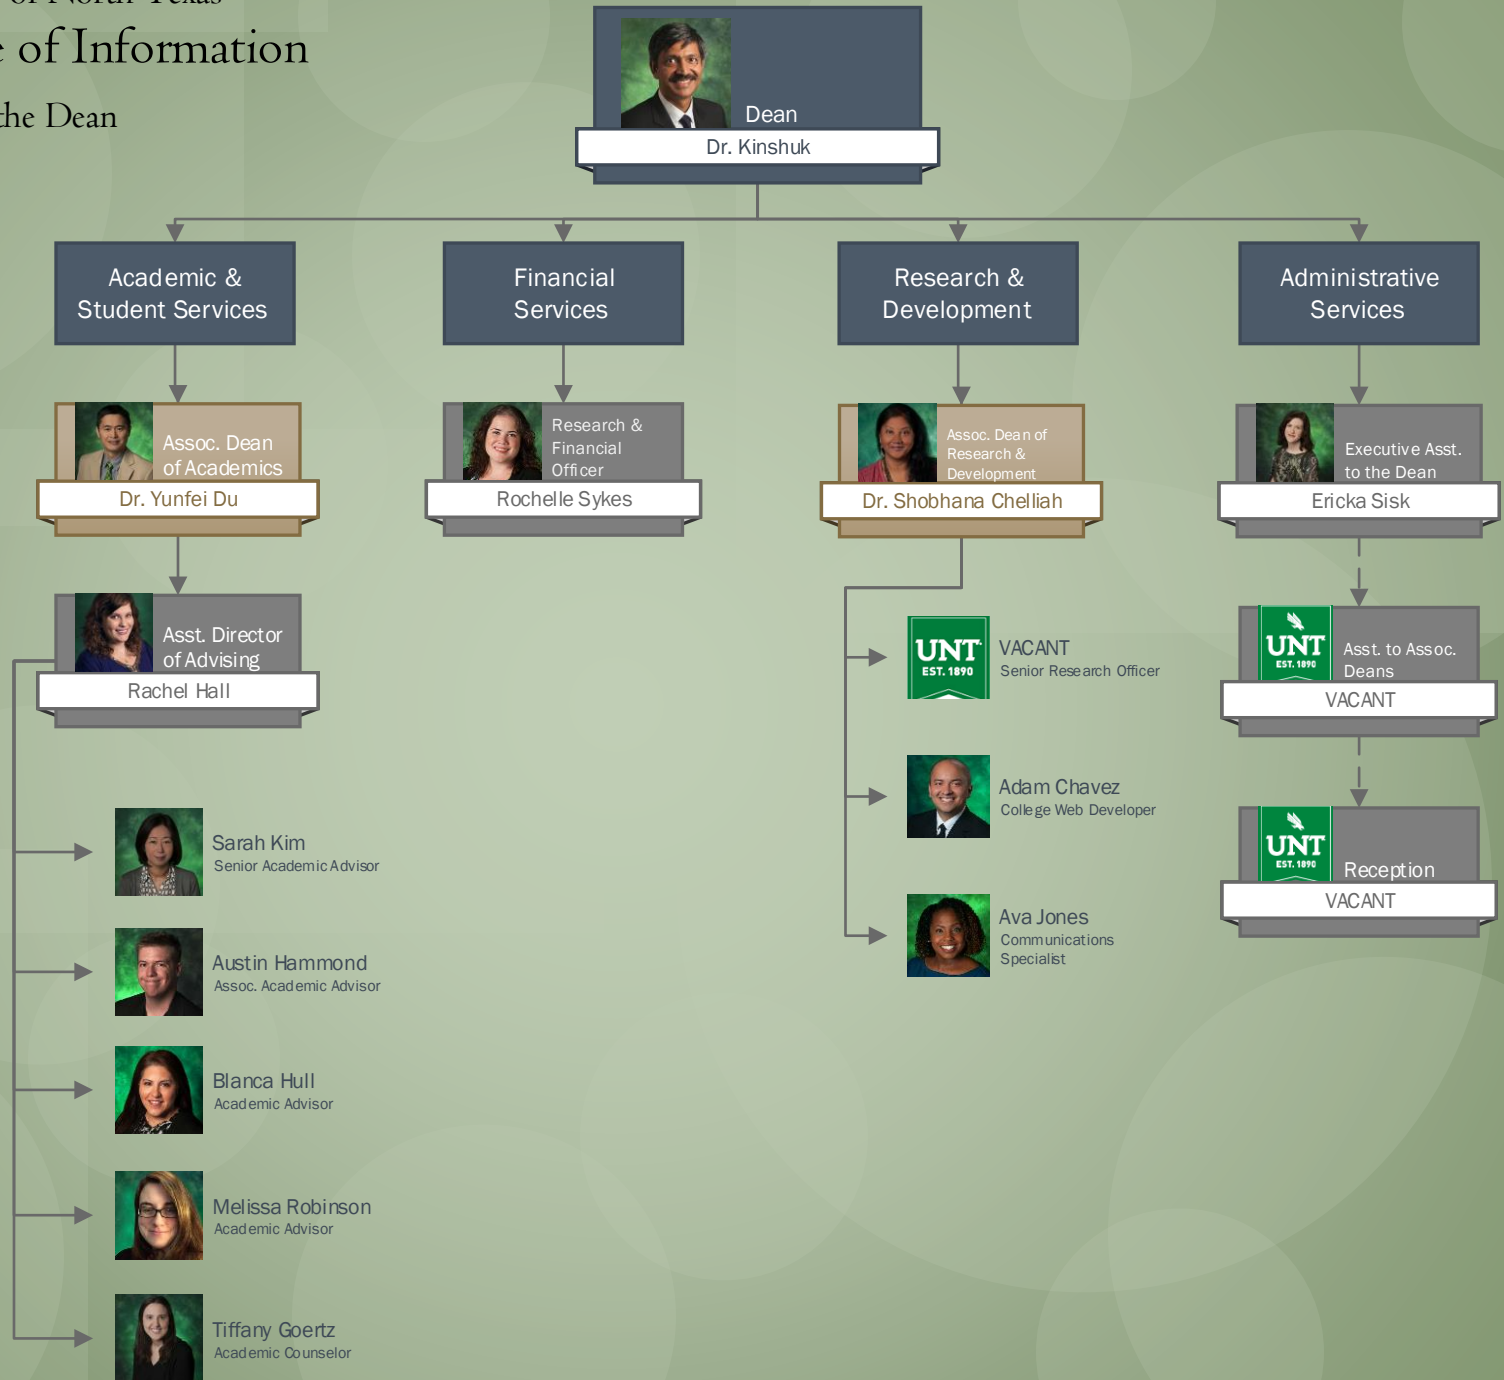 of North Texas
e of Information
the Dean
Dean
Dr. Kinshuk
Academic &
Student Services
Financial
Services
Research &
Development
Administrative
Services
Assoc. Dean
of Academics
Dr. Yunfei Du
Research &
Financial
Officer
Rochelle Sykes
Assoc. Dean of
Research &
Development
Dr. Shobhana Chelliah
Executive Asst.
to the Dean
Ericka Sisk
Asst. Director
of Advising
Rachel Hall
UNT
EST. 1890
VACANT
Senior Research Officer
UNT
EST. 1890
Asst. to Assoc.
Deans
VACANT
Adam Chavez
College Web Developer
UNT
EST. 1890
Reception
VACANT
Sarah Kim
Senior Academic Advisor
Ava Jones
Communications
Specialist
Austin Hammond
Assoc. Academic Advisor
Blanca Hull
Academic Advisor
Melissa Robinson
Academic Advisor
Tiffany Goertz
Academic Counselor